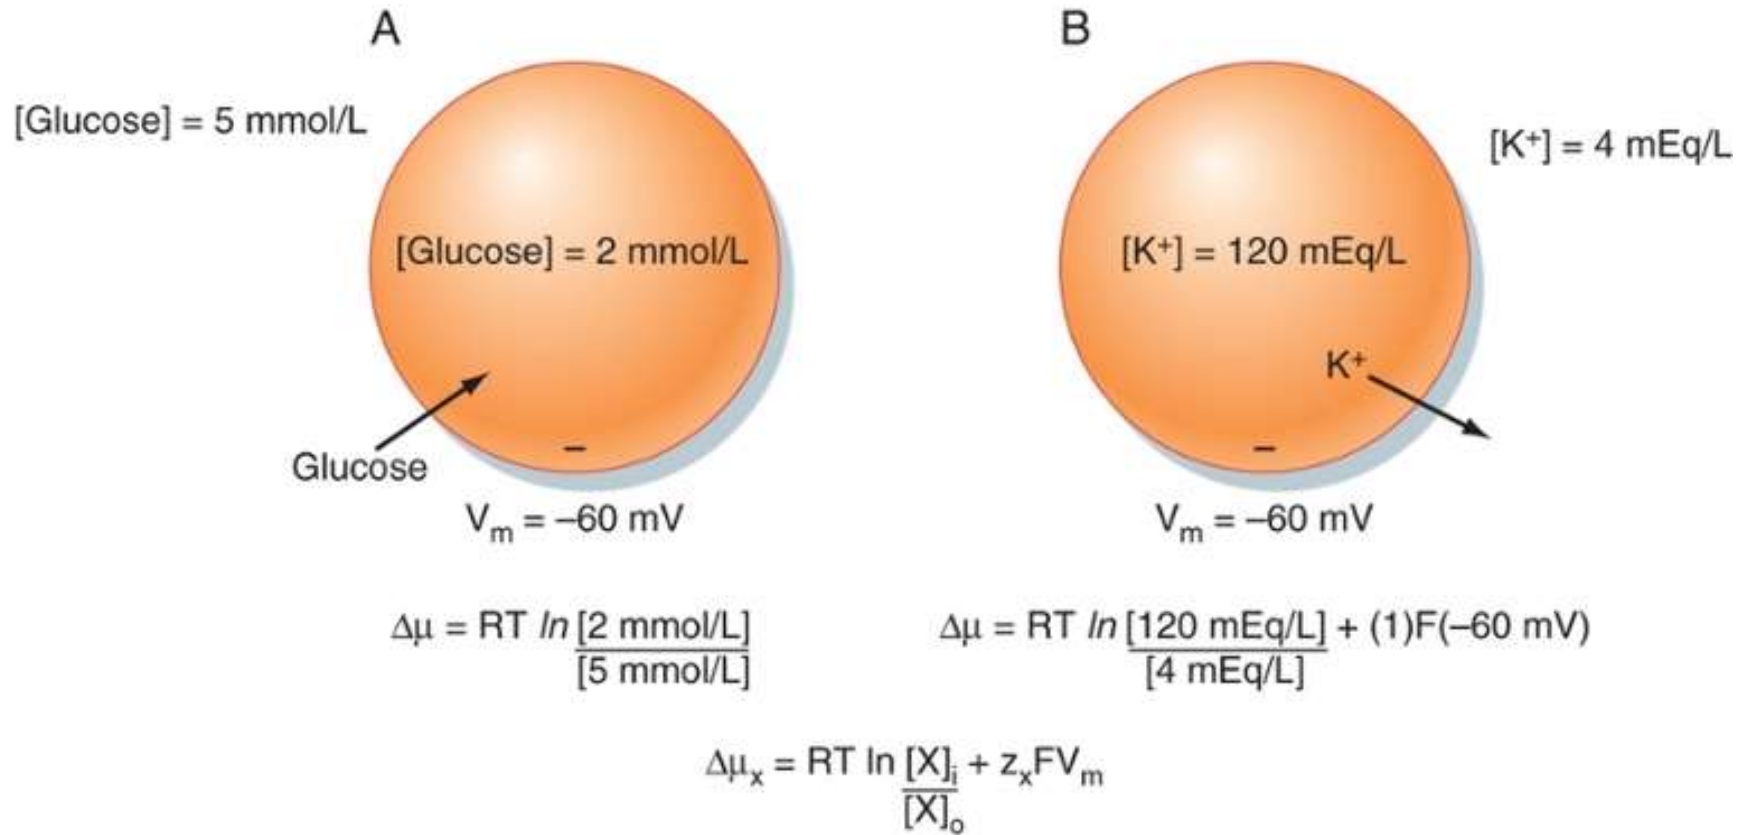 A
[Glucose] = 5 mmol/L
[Glucose] = 2 mmol/L
Glucose
–
Vₘ = –60 mV
Δμ = RT ln [2 mmol/L]
[5 mmol/L]
B
[K⁺] = 4 mEq/L
[K⁺] = 120 mEq/L
K⁺
–
Vₘ = –60 mV
Δμ = RT ln [120 mEq/L] + (1)F(–60 mV)
[4 mEq/L]
Δμₓ = RT ln [X]ᵢ + zₓFVₘ
[X]ₒ